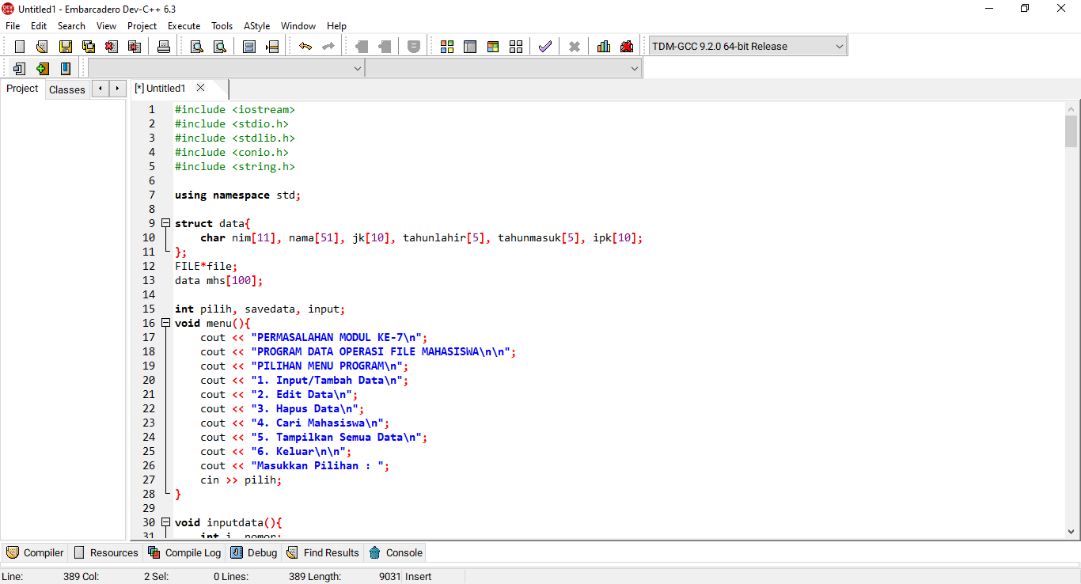 Untitled1 - Embarcadero Dev-C++ 6.3
File Edit Search View Project Execute Tools AStyle Window Help
TDM-GCC 9.2.0 64-bit Release
Project Classes [*] Untitled1
1 #include <iostream>
2 #include <stdio.h>
3 #include <stdlib.h>
4 #include <conio.h>
5 #include <string.h>
6
7 using namespace std;
8
9 struct data{
10 char nim[11], nama[51], jk[10], tahunlahir[5], tahunmasuk[5], ipk[10];
11 };
12 FILE*file;
13 data mhs[100];
14
15 int pilih, savedata, input;
16 void menu(){
17 cout << "PERMASALAHAN MODUL KE-7\n";
18 cout << "PROGRAM DATA OPERASI FILE MAHASISWA\n\n";
19 cout << "PILIHAN MENU PROGRAM\n";
20 cout << "1. Input/Tambah Data\n";
21 cout << "2. Edit Data\n";
22 cout << "3. Hapus Data\n";
23 cout << "4. Cari Mahasiswa\n";
24 cout << "5. Tampilkan Semua Data\n";
25 cout << "6. Keluar\n\n";
26 cout << "Masukkan Pilihan : ";
27 cin >> pilih;
28 }
29
30 void inputdata(){
31 int i, nomor;
Compiler Resources Compile Log Debug Find Results Console
Line: 389 Col: 2 Sel: 0 Lines: 389 Length: 9031 Insert